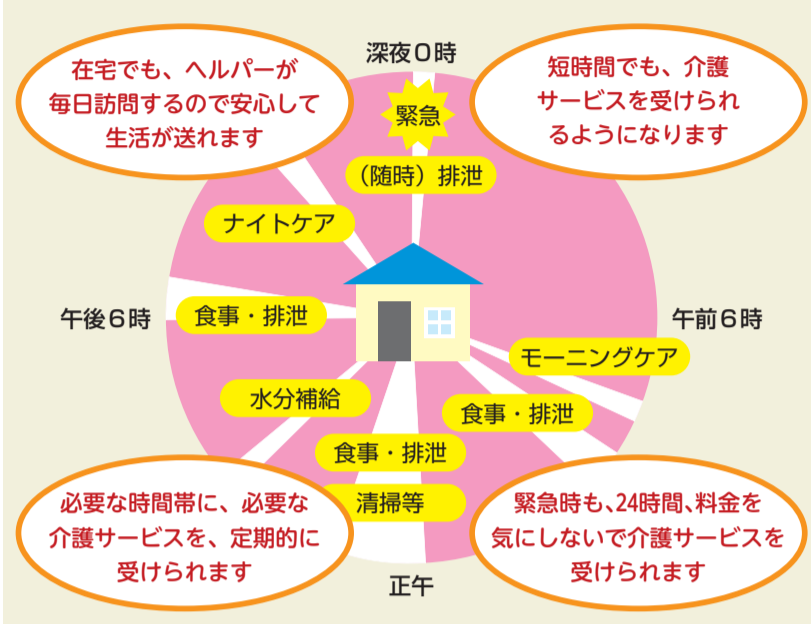 深夜0時
在宅でも、ヘルパーが
毎日訪問するので安心して
生活が送れます
短時間でも、介護
サービスを受けられ
るようになります
緊急
（随時）排泄
ナイトケア
午後6時
食事・排泄
午前6時
モーニングケア
水分補給
食事・排泄
食事・排泄
清掃等
必要な時間帯に、必要な
介護サービスを、定期的に
受けられます
緊急時も、24時間、料金を
気にしないで介護サービスを
受けられます
正午